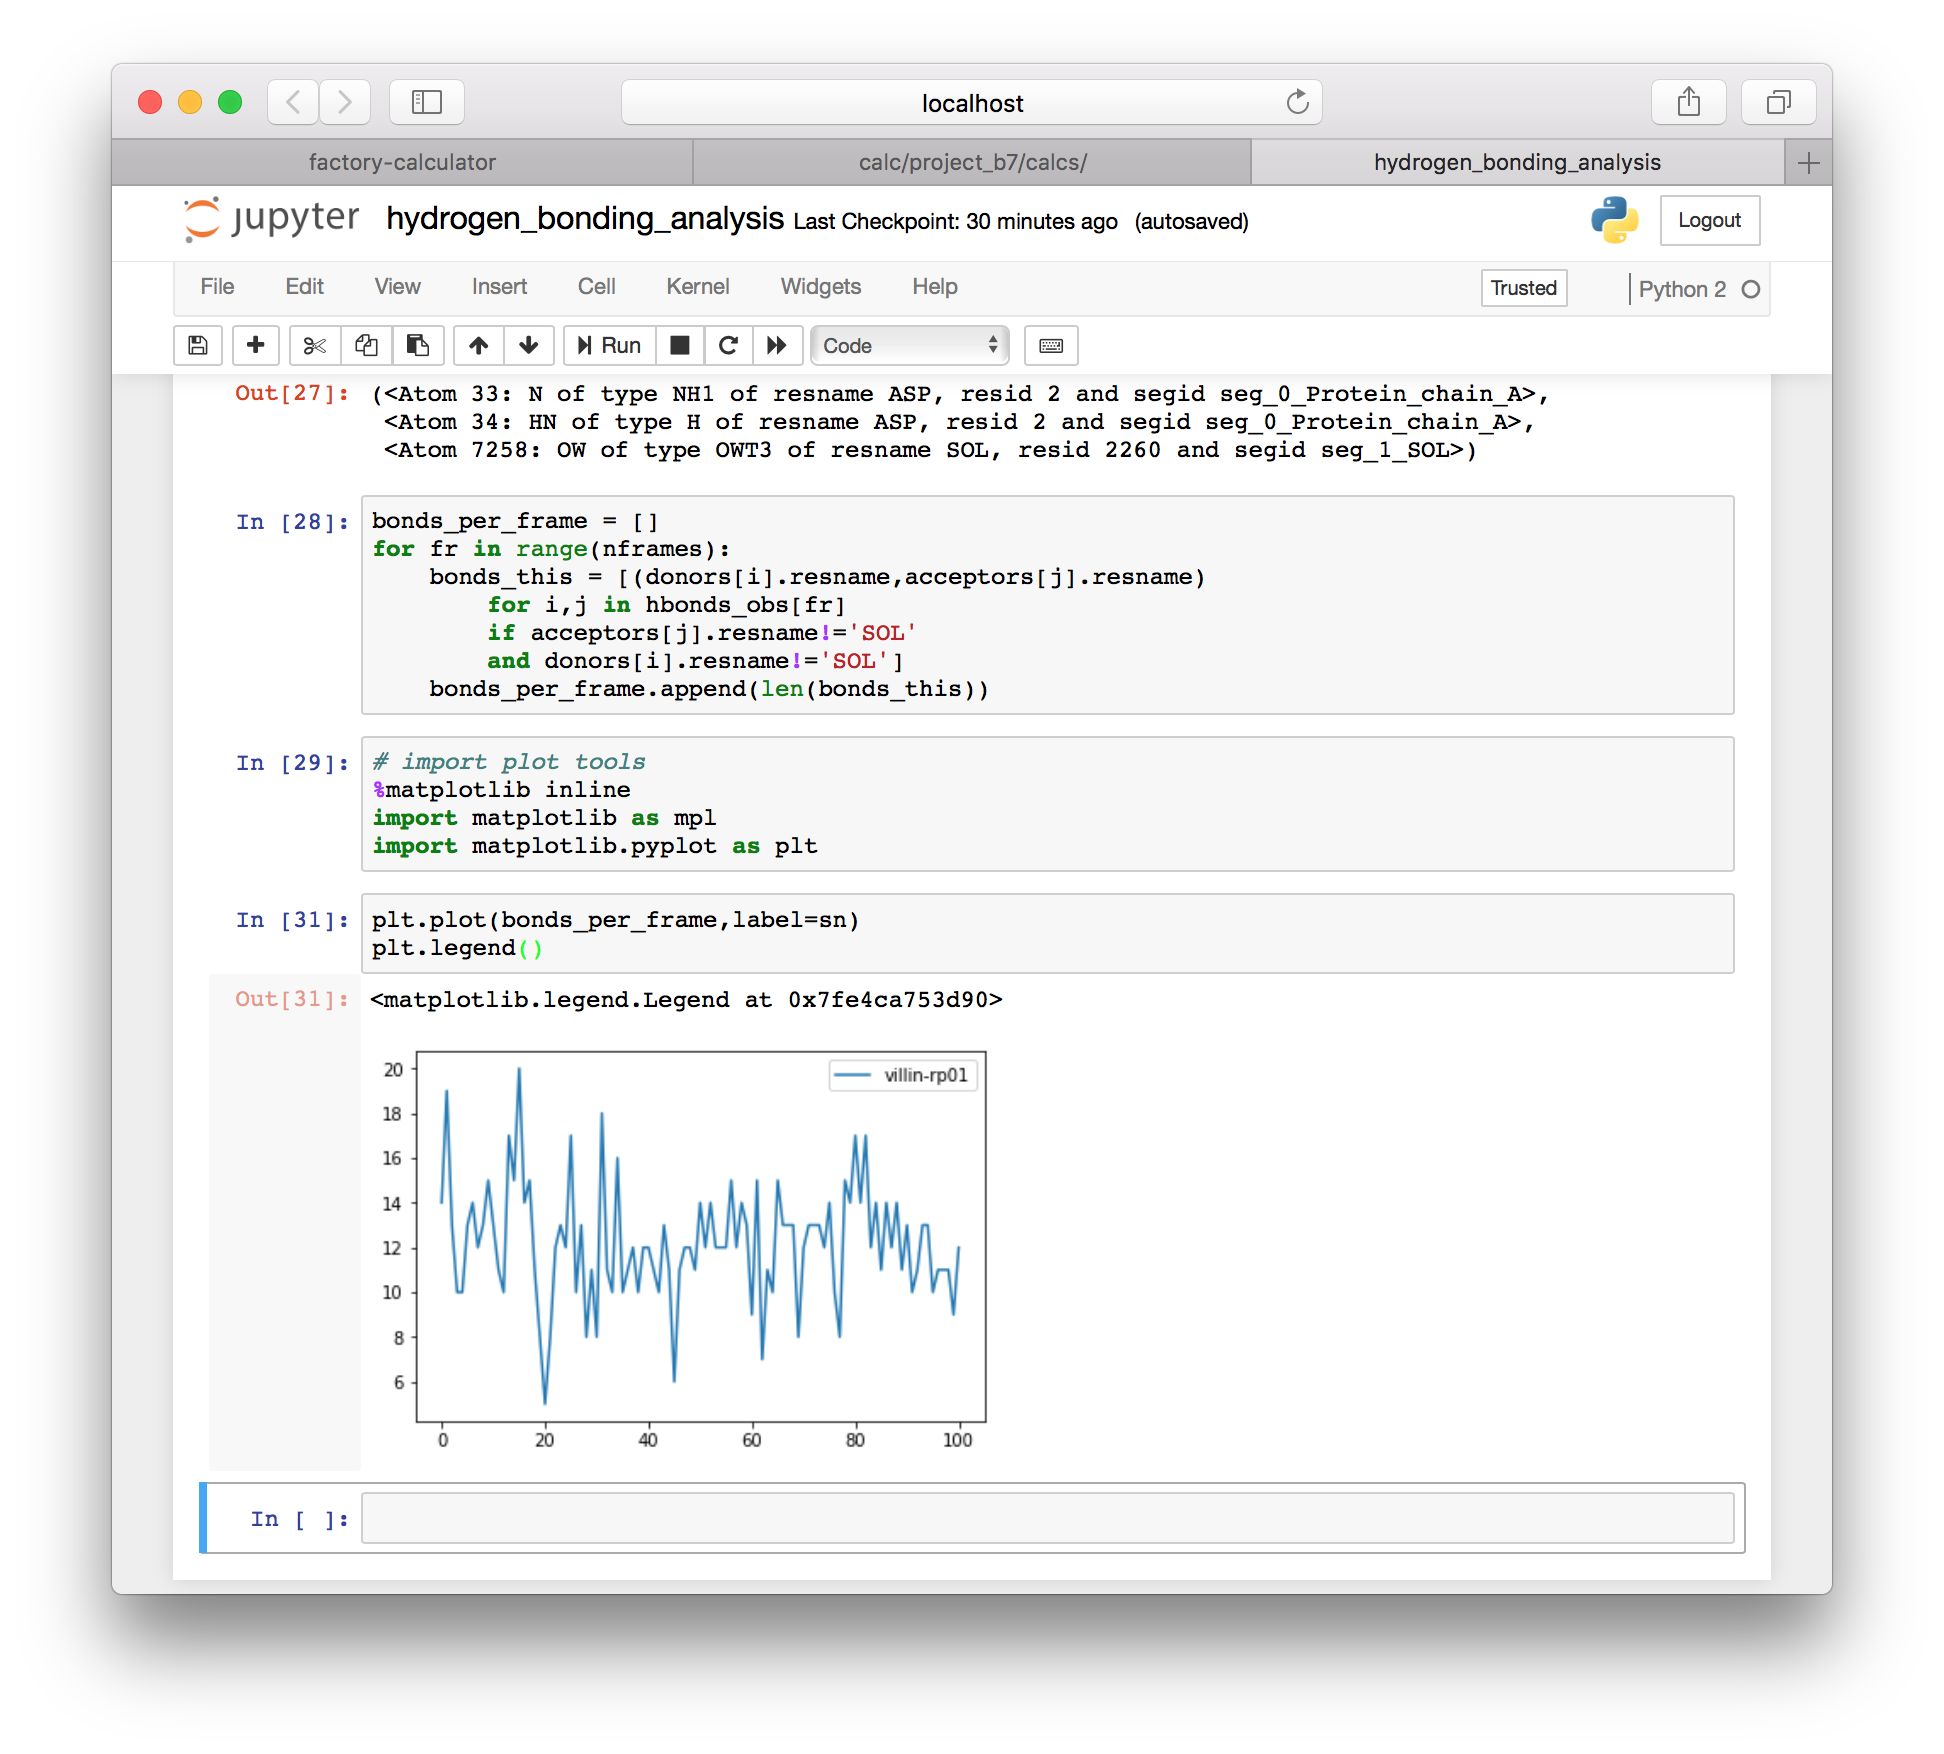 localhost
factory-calculator
calc/project_b7/calcs/
hydrogen_bonding_analysis
jupyter hydrogen_bonding_analysis Last Checkpoint: 30 minutes ago (autosaved)
Logout
File Edit View Insert Cell Kernel Widgets Help
Trusted
Python 2
Run
Code
Out[27]: (<Atom 33: N of type NH1 of resname ASP, resid 2 and segid seg_0_Protein_chain_A>,
<Atom 34: HN of type H of resname ASP, resid 2 and segid seg_0_Protein_chain_A>,
<Atom 7258: OW of type OWT3 of resname SOL, resid 2260 and segid seg_1_SOL>)
In [28]: bonds_per_frame = []
for fr in range(nframes):
    bonds_this = [(donors[i].resname,acceptors[j].resname)
        for i,j in hbonds_obs[fr]
        if acceptors[j].resname!='SOL'
        and donors[i].resname!='SOL']
    bonds_per_frame.append(len(bonds_this))
In [29]: # import plot tools
%matplotlib inline
import matplotlib as mpl
import matplotlib.pyplot as plt
In [31]: plt.plot(bonds_per_frame,label=sn)
plt.legend()
Out[31]: <matplotlib.legend.Legend at 0x7fe4ca753d90>
villin-rp01
20
18
16
14
12
10
8
6
0 20 40 60 80 100
In [ ]: